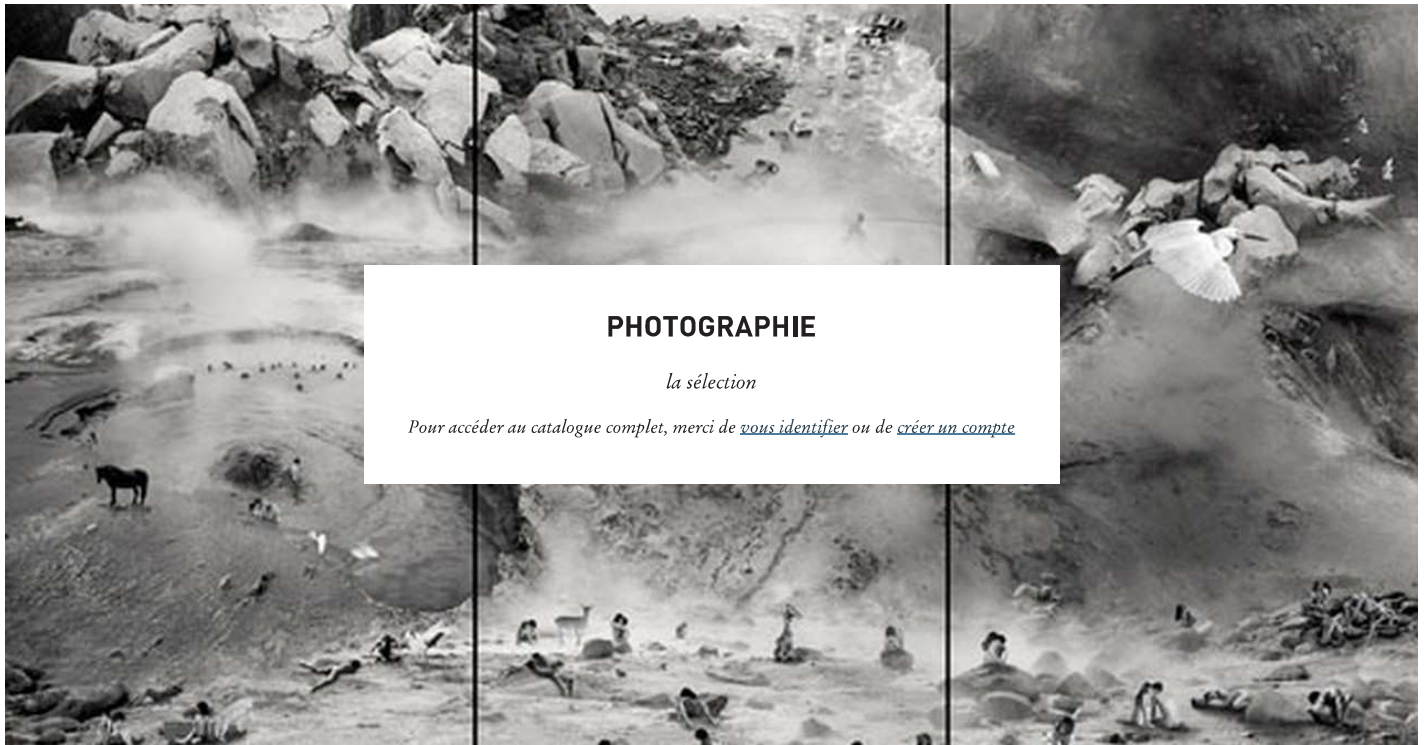 PHOTOGRAPHIE
la sélection
Pour accéder au catalogue complet, merci de vous identifier ou de créer un compte